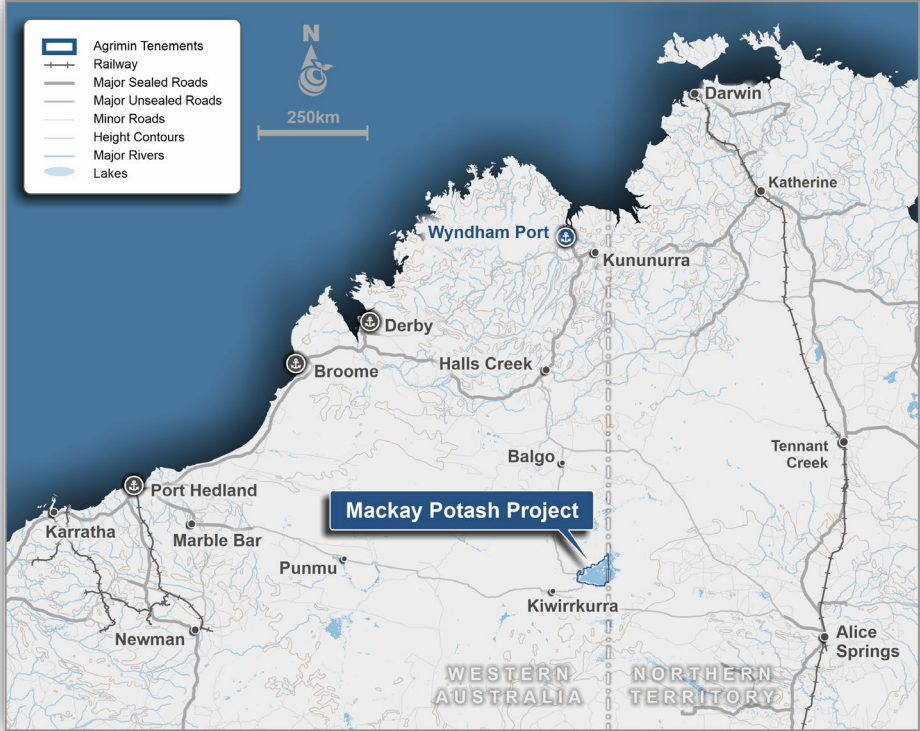 Agrimin Tenements
Railway
Major Sealed Roads
Major Unsealed Roads
Minor Roads
Height Contours
Major Rivers
Lakes
N
250km
Darwin
Katherine
Wyndham Port
Kununurra
Derby
Broome
Halls Creek
Tennant
Creek
Balgo
Port Hedland
Mackay Potash Project
Karratha
Marble Bar
Punmu
Kiwirrkurra
Newman
Alice
Springs
WESTERN
AUSTRALIA
NORTHERN
TERRITORY